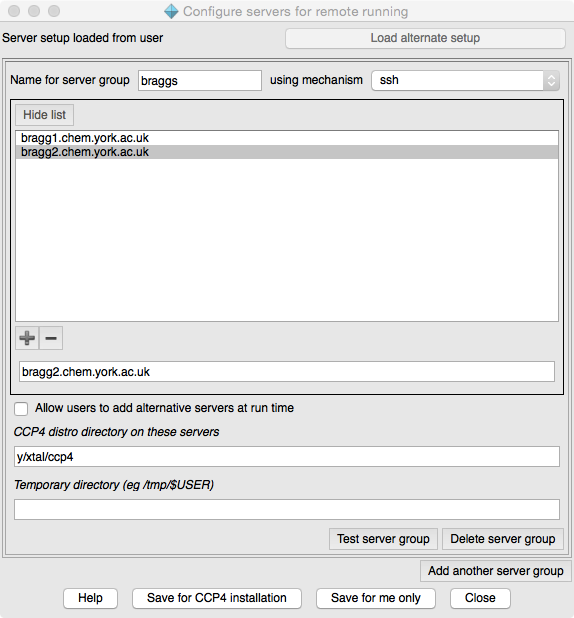 Configure servers for remote running
Server setup loaded from user Load alternate setup
Name for server group braggs using mechanism ssh
Hide list
bragg1.chem.york.ac.uk
bragg2.chem.york.ac.uk
bragg2.chem.york.ac.uk
Allow users to add alternative servers at run time
CCP4 distro directory on these servers
y/xtal/ccp4
Temporary directory (eg /tmp/$USER)
Test server group Delete server group
Add another server group
Help Save for CCP4 installation Save for me only Close